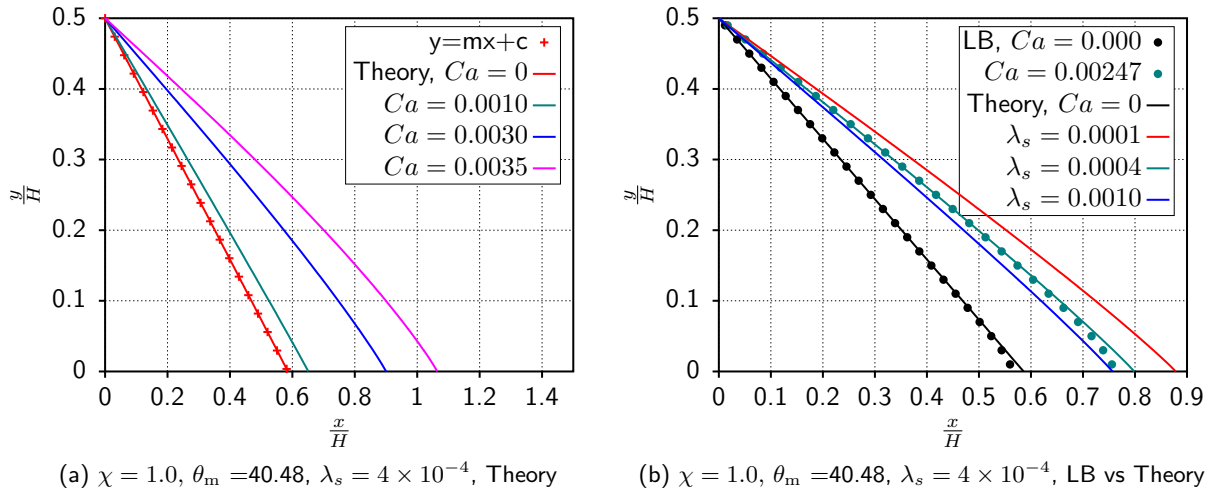 0.5
0.4
0.3
0.2
0.1
0
y/H
0 0.2 0.4 0.6 0.8 1 1.2 1.4
x/H
y=mx+c
Theory, Ca = 0
Ca = 0.0010
Ca = 0.0030
Ca = 0.0035
(a) χ = 1.0, θm =40.48, λs = 4 × 10−4, Theory
0.5
0.4
0.3
0.2
0.1
0
y/H
0 0.1 0.2 0.3 0.4 0.5 0.6 0.7 0.8 0.9
x/H
LB, Ca = 0.000
Ca = 0.00247
Theory, Ca = 0
λs = 0.0001
λs = 0.0004
λs = 0.0010
(b) χ = 1.0, θm =40.48, λs = 4 × 10−4, LB vs Theory